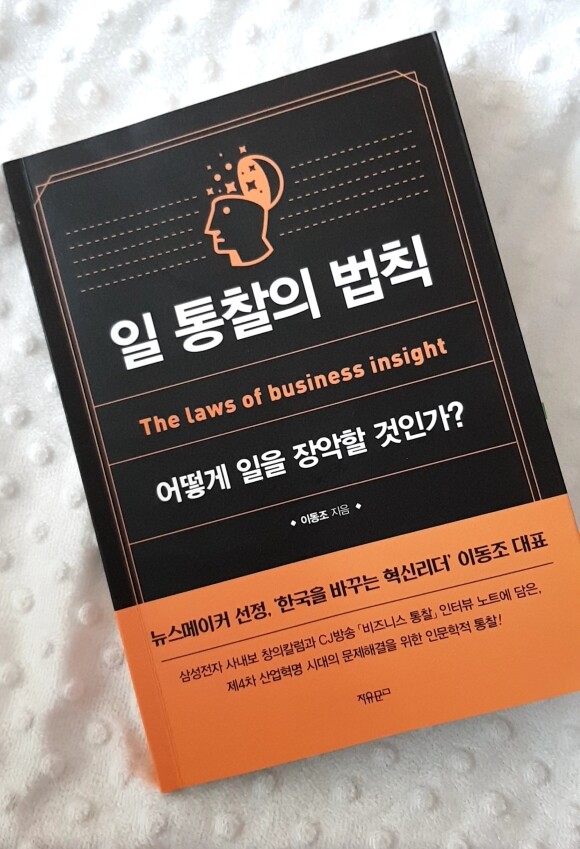 일 통찰의 법칙
The laws of business insight
어떻게 일을 장악할 것인가?
이동조 지음
뉴스메이커 선정, '한국을 바꾸는 혁신리더' 이동조 대표
삼성전자 사내보 창의칼럼과 CJ방송 「비즈니스 통찰」 인터뷰 노트에 담은,
제4차 산업혁명 시대의 문제해결을 위한 인문학적 통찰!